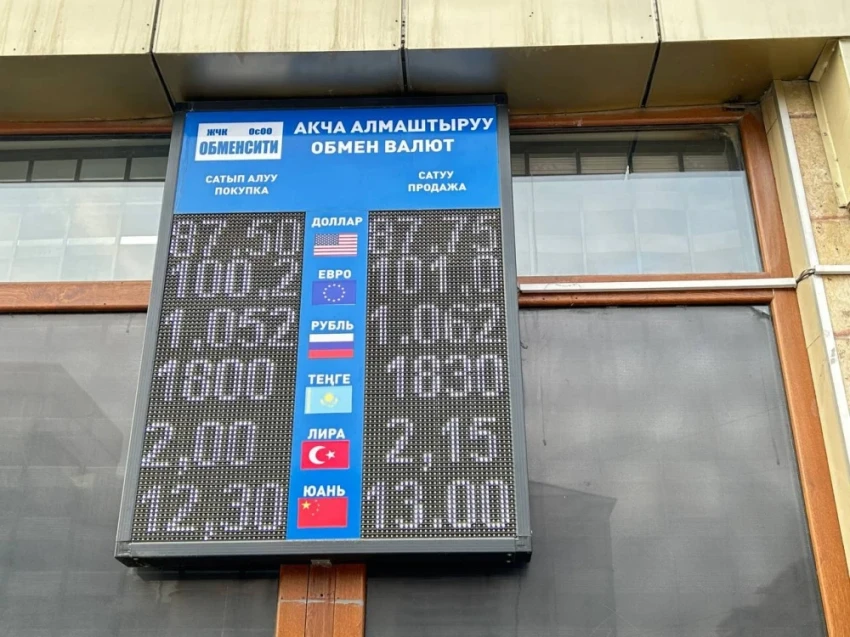 ЖЧК ОсОО
ОБМЕНСИТИ
АКЧА АЛМАШТЫРУУ
ОБМЕН ВАЛЮТ
САТЫП АЛУУ
ПОКУПКА
САТУУ
ПРОДАЖА
87.50 ДОЛЛАР 87.75
100.2 ЕВРО 101.0
1.052 РУБЛЬ 1.062
1800 ТЕҢГЕ 1830
2,00 ЛИРА 2,15
12,30 ЮАНЬ 13.00